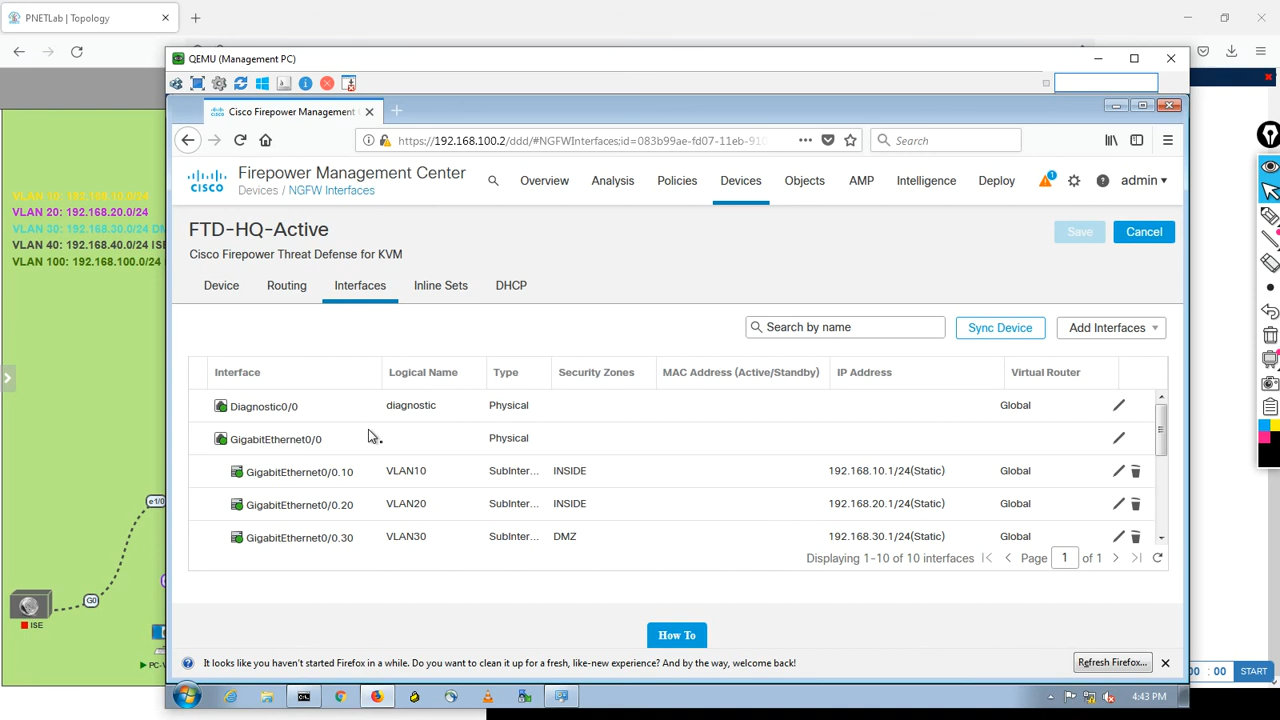 PNETLab | Topology
QEMU (Management PC)
Cisco Firepower Management
https://192.168.100.2/ddd/#NGFWInterfaces;id=083b99ae-fd07-11eb-910
Search
CISCO
Firepower Management Center
Devices / NGFW Interfaces
Overview
Analysis
Policies
Devices
Objects
AMP
Intelligence
Deploy
1
admin
VLAN 10: 192.168.10.0/24
VLAN 20: 192.168.20.0/24
VLAN 30: 192.168.30.0/24 DM
VLAN 40: 192.168.40.0/24 ISE
VLAN 100: 192.168.100.0/24
FTD-HQ-Active
Save
Cancel
Cisco Firepower Threat Defense for KVM
Device
Routing
Interfaces
Inline Sets
DHCP
Search by name
Sync Device
Add Interfaces
Interface Logical Name Type Security Zones MAC Address (Active/Standby) IP Address Virtual Router
Diagnostic0/0 diagnostic Physical Global
GigabitEthernet0/0 Physical
GigabitEthernet0/0.10 VLAN10 SubInter... INSIDE 192.168.10.1/24(Static) Global
GigabitEthernet0/0.20 VLAN20 SubInter... INSIDE 192.168.20.1/24(Static) Global
GigabitEthernet0/0.30 VLAN30 SubInter... DMZ 192.168.30.1/24(Static) Global
Displaying 1-10 of 10 interfaces
Page 1 of 1
e1/0
G0
ISE
PC-V
How To
It looks like you haven't started Firefox in a while. Do you want to clean it up for a fresh, like-new experience? And by the way, welcome back!
Refresh Firefox...
00 : 00
START
4:43 PM